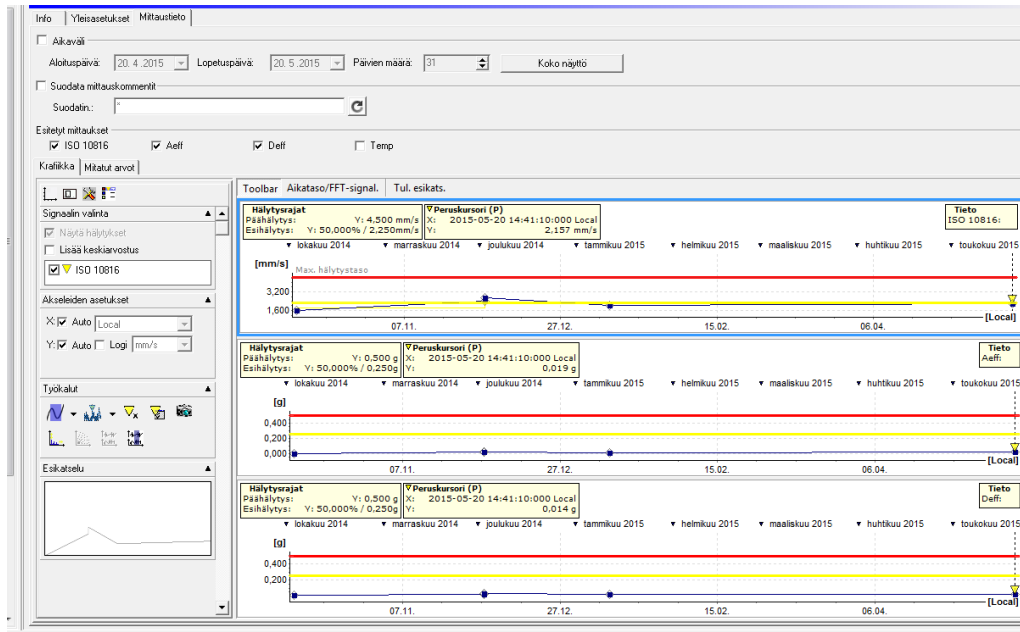 Info Yleisasetukset Mittaustieto
Aikaväli
Aloituspäivä: 20. 4 .2015 Lopetuspäivä: 20. 5 .2015 Päivien määrä: 31 Koko näyttö
Suodata mittauskommentit
Suodatin.: *
Esitetyt mittaukset
ISO 10816 Aeff Deff Temp
Grafiikka Mitatut arvot
Toolbar Aikataso/FFT-signal. Tul. esikats.
Signaalin valinta
Näytä hälytykset
Lisää keskiarvostus
ISO 10816
Akseleiden asetukset
X: Auto Local
Y: Auto Logi mm/s
Työkalut
Esikatselu
Hälytysrajat
Päähälytys: Y: 4,500 mm/s
Esihälytys: Y: 50,000% / 2,250mm/s
Peruskursori (P)
X: 2015-05-20 14:41:10:000 Local
Y: 2,157 mm/s
Tieto
ISO 10816:
lokakuu 2014 marraskuu 2014 joulukuu 2014 tammikuu 2015 helmikuu 2015 maaliskuu 2015 huhtikuu 2015 toukokuu 2015
[mm/s]
Max. hälytystaso
3,200
1,600
[Local]
07.11. 27.12. 15.02. 06.04.
Hälytysrajat
Päähälytys: Y: 0,500 g
Esihälytys: Y: 50,000% / 0,250g
Peruskursori (P)
X: 2015-05-20 14:41:10:000 Local
Y: 0,019 g
Tieto
Aeff:
lokakuu 2014 marraskuu 2014 joulukuu 2014 tammikuu 2015 helmikuu 2015 maaliskuu 2015 huhtikuu 2015 toukokuu 2015
[g]
0,400
0,200
0,000
[Local]
07.11. 27.12. 15.02. 06.04.
Hälytysrajat
Päähälytys: Y: 0,500 g
Esihälytys: Y: 50,000% / 0,250g
Peruskursori (P)
X: 2015-05-20 14:41:10:000 Local
Y: 0,014 g
Tieto
Deff:
lokakuu 2014 marraskuu 2014 joulukuu 2014 tammikuu 2015 helmikuu 2015 maaliskuu 2015 huhtikuu 2015 toukokuu 2015
[g]
0,400
0,200
[Local]
07.11. 27.12. 15.02. 06.04.